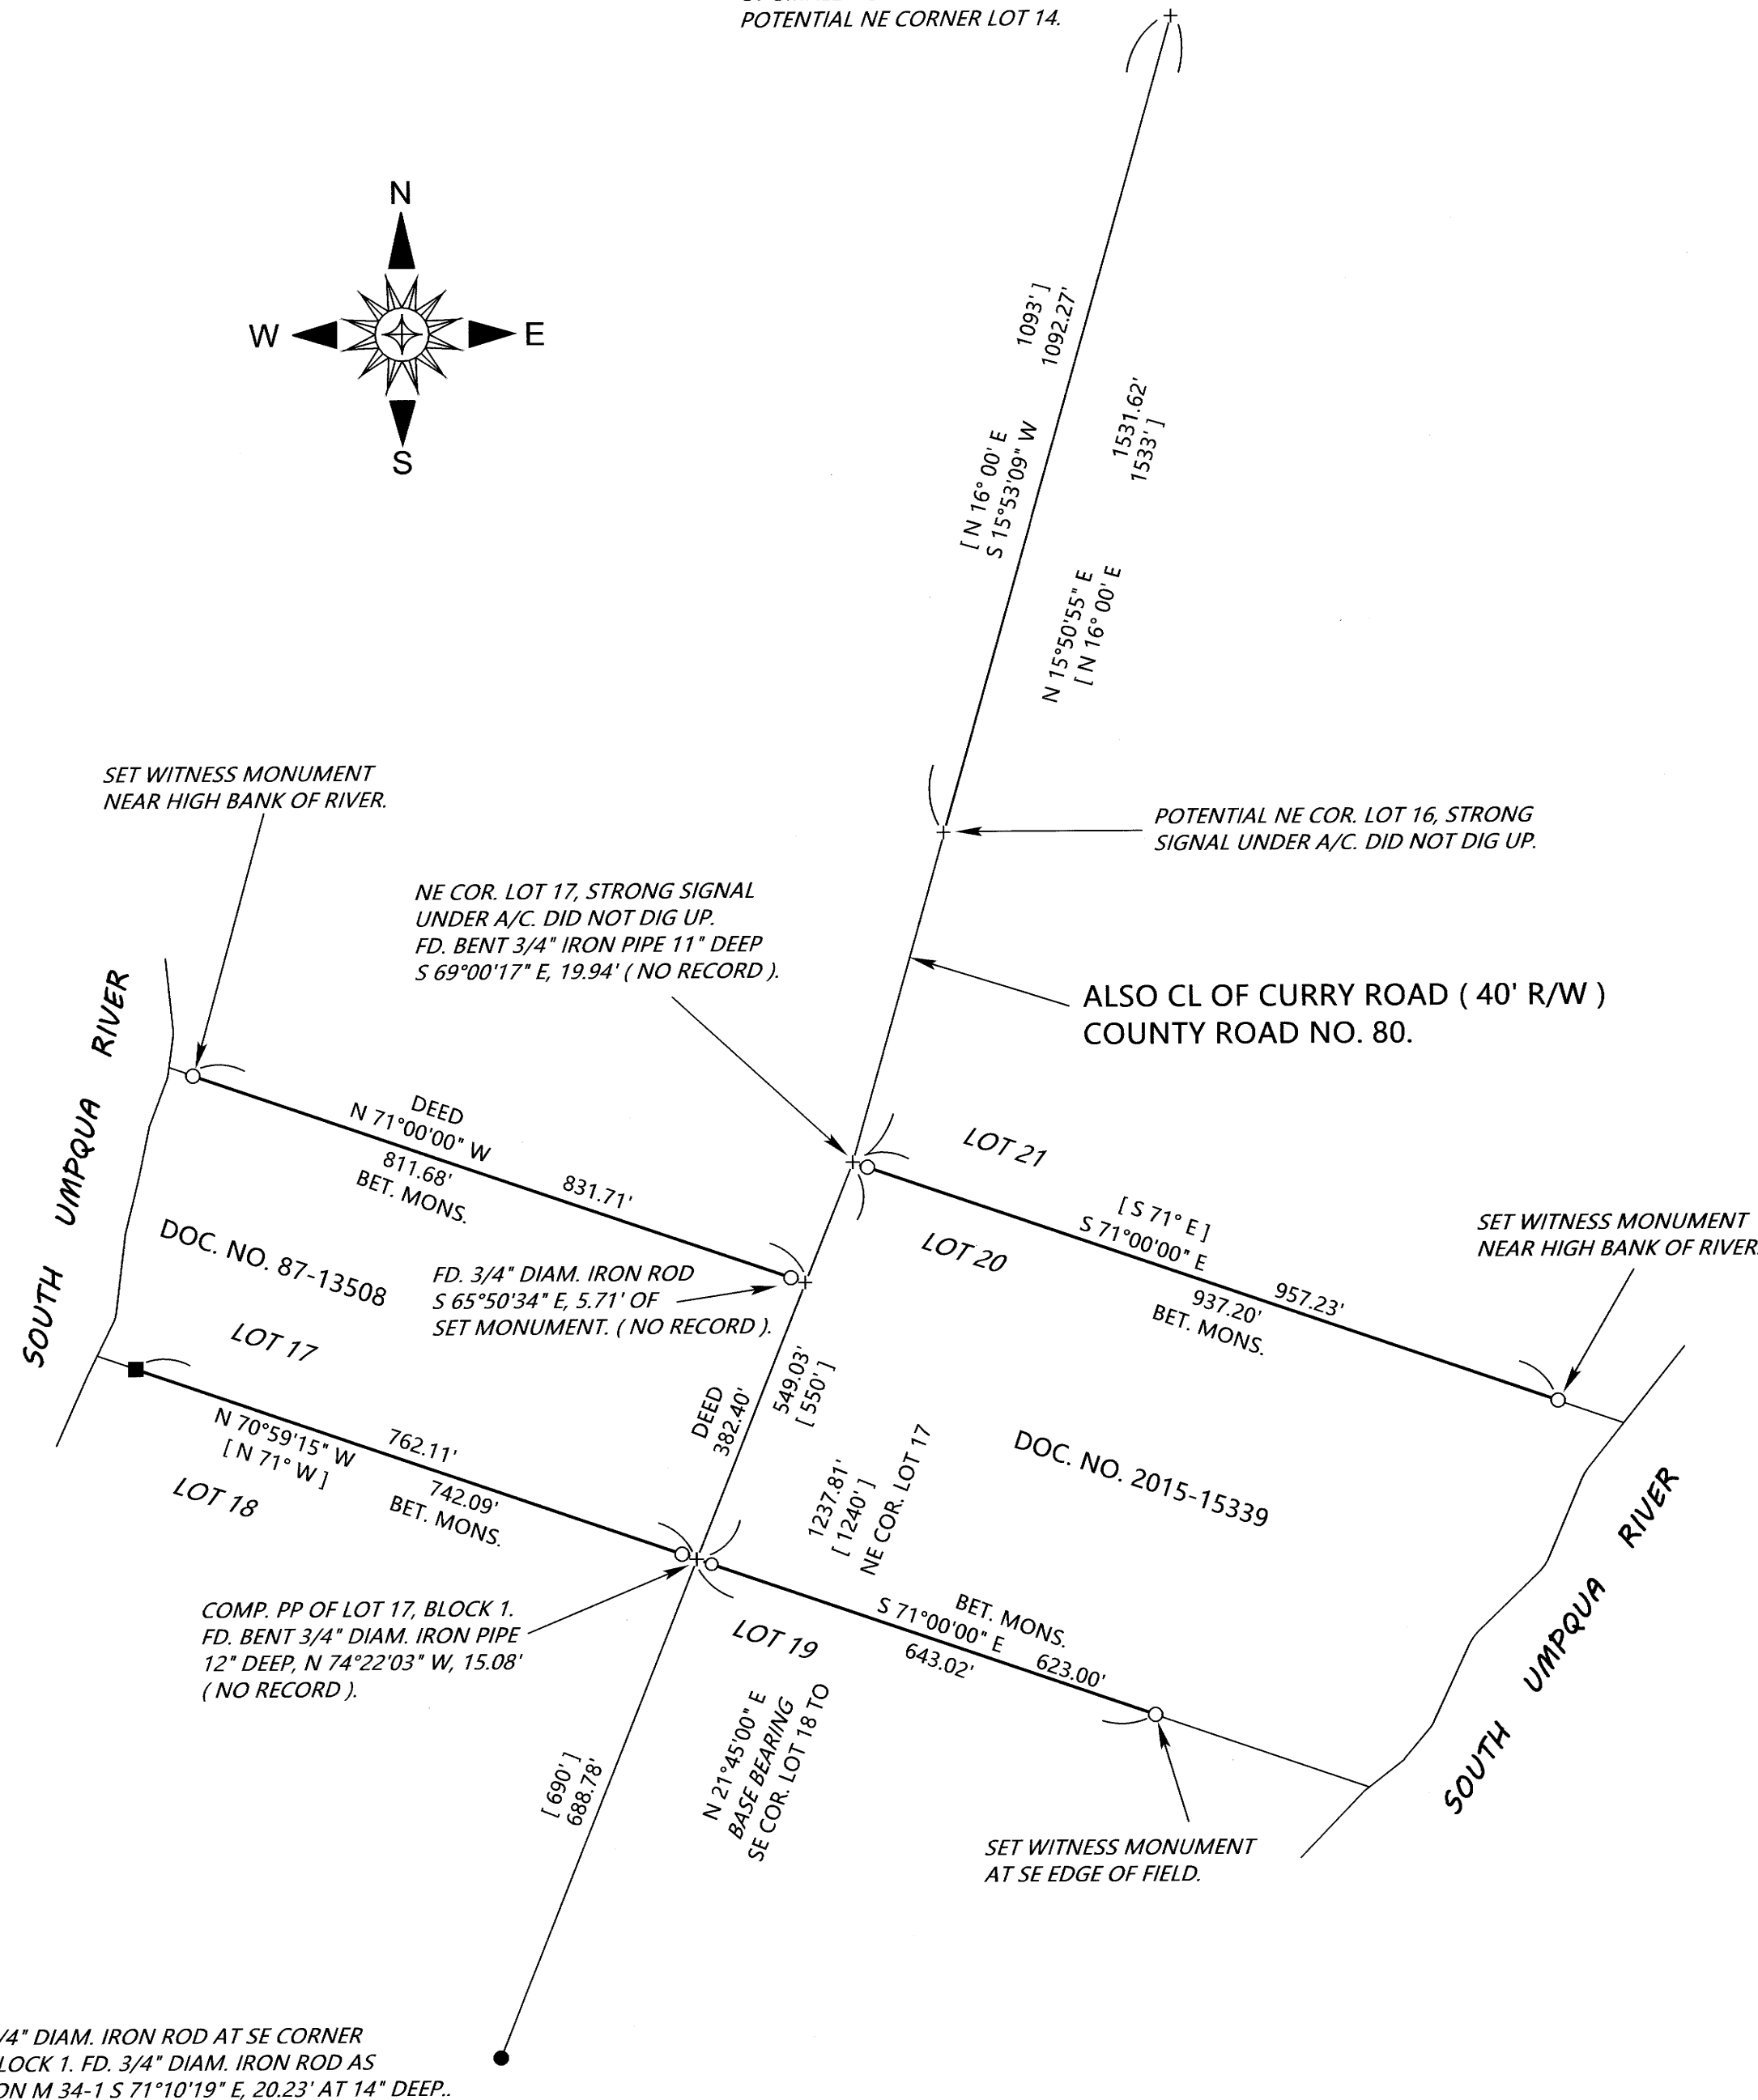 POTENTIAL NE CORNER LOT 14.
N
W
E
S
1093' ]
1092.27'
1531.62'
1533' ]
[ N 16° 00' E
S 15°53'09" W
N 15°50'55" E
[ N 16° 00' E
SET WITNESS MONUMENT
NEAR HIGH BANK OF RIVER.
POTENTIAL NE COR. LOT 16, STRONG
SIGNAL UNDER A/C. DID NOT DIG UP.
NE COR. LOT 17, STRONG SIGNAL
UNDER A/C. DID NOT DIG UP.
FD. BENT 3/4" IRON PIPE 11" DEEP
S 69°00'17" E, 19.94' ( NO RECORD ).
ALSO CL OF CURRY ROAD ( 40' R/W )
COUNTY ROAD NO. 80.
SOUTH UMPQUA RIVER
DEED
N 71°00'00" W
811.68'
BET. MONS.
831.71'
LOT 21
[ S 71° E ]
S 71°00'00" E
957.23'
937.20'
BET. MONS.
LOT 20
SET WITNESS MONUMENT
NEAR HIGH BANK OF RIVER.
DOC. NO. 87-13508
FD. 3/4" DIAM. IRON ROD
S 65°50'34" E, 5.71' OF
SET MONUMENT. ( NO RECORD ).
LOT 17
DEED
382.40'
549.03'
[ 550' ]
N 70°59'15" W
[ N 71° W ]
762.11'
742.09'
BET. MONS.
LOT 18
1237.81'
[ 1240' ]
NE COR. LOT 17
DOC. NO. 2015-15339
SOUTH UMPQUA RIVER
COMP. PP OF LOT 17, BLOCK 1.
FD. BENT 3/4" DIAM. IRON PIPE
12" DEEP, N 74°22'03" W, 15.08'
( NO RECORD ).
LOT 19
BET. MONS.
S 71°00'00" E
643.02'
623.00'
N 21°45'00" E
BASE BEARING
SE COR. LOT 18 TO
[ 690' ]
688.78'
SET WITNESS MONUMENT
AT SE EDGE OF FIELD.
/4" DIAM. IRON ROD AT SE CORNER
LOCK 1. FD. 3/4" DIAM. IRON ROD AS
ON M 34-1 S 71°10'19" E, 20.23' AT 14" DEEP..